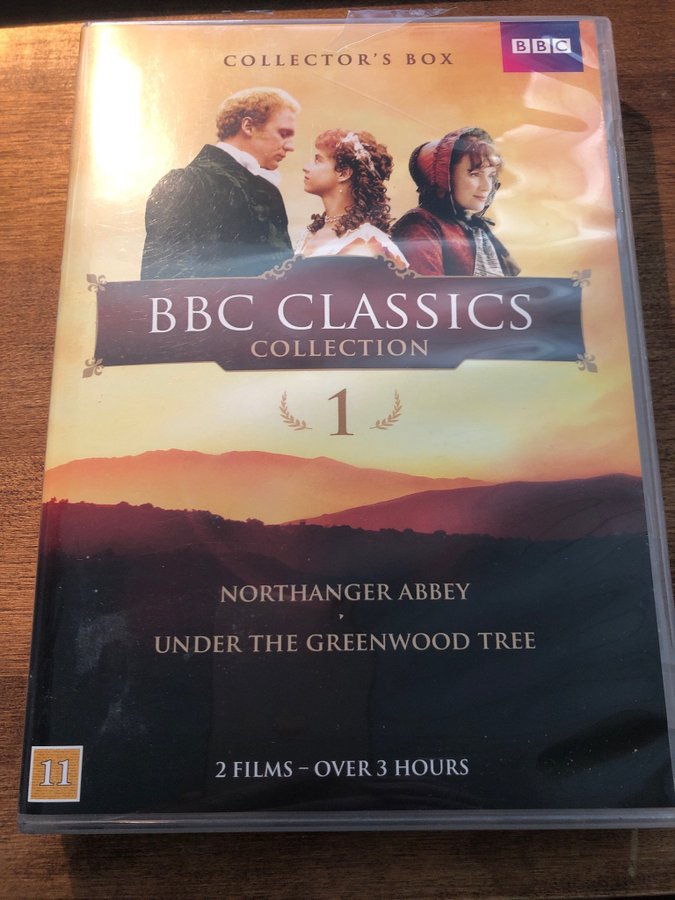 COLLECTOR'S BOX
BBC
BBC CLASSICS
COLLECTION
1
NORTHANGER ABBEY
UNDER THE GREENWOOD TREE
2 FILMS – OVER 3 HOURS
11